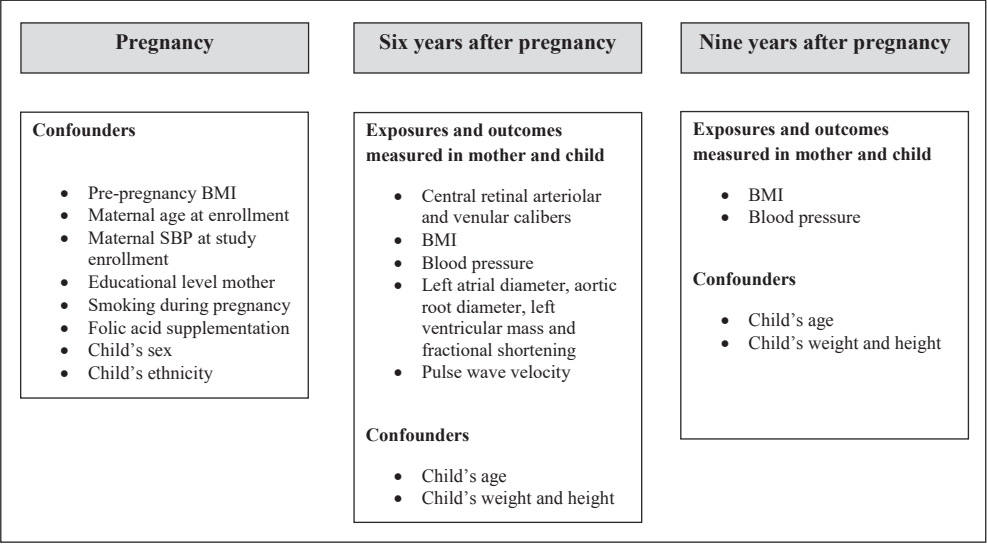 Pregnancy
Confounders
• Pre-pregnancy BMI
• Maternal age at enrollment
• Maternal SBP at study
enrollment
• Educational level mother
• Smoking during pregnancy
• Folic acid supplementation
• Child’s sex
• Child’s ethnicity
Six years after pregnancy
Exposures and outcomes
measured in mother and child
• Central retinal arteriolar
and venular calibers
• BMI
• Blood pressure
• Left atrial diameter, aortic
root diameter, left
ventricular mass and
fractional shortening
• Pulse wave velocity
Confounders
• Child’s age
• Child’s weight and height
Nine years after pregnancy
Exposures and outcomes
measured in mother and child
• BMI
• Blood pressure
Confounders
• Child’s age
• Child’s weight and height